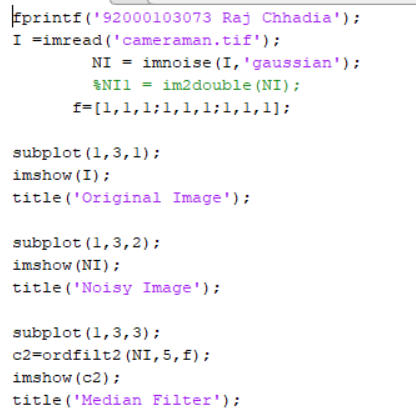 fprintf('92000103073 Raj Chhadia');
I =imread('cameraman.tif');
NI = imnoise(I,'gaussian');
%NI1 = im2double(NI);
f=[1,1,1;1,1,1;1,1,1];
subplot(1,3,1);
imshow(I);
title('Original Image');
subplot(1,3,2);
imshow(NI);
title('Noisy Image');
subplot(1,3,3);
c2=ordfilt2(NI,5,f);
imshow(c2);
title('Median Filter');